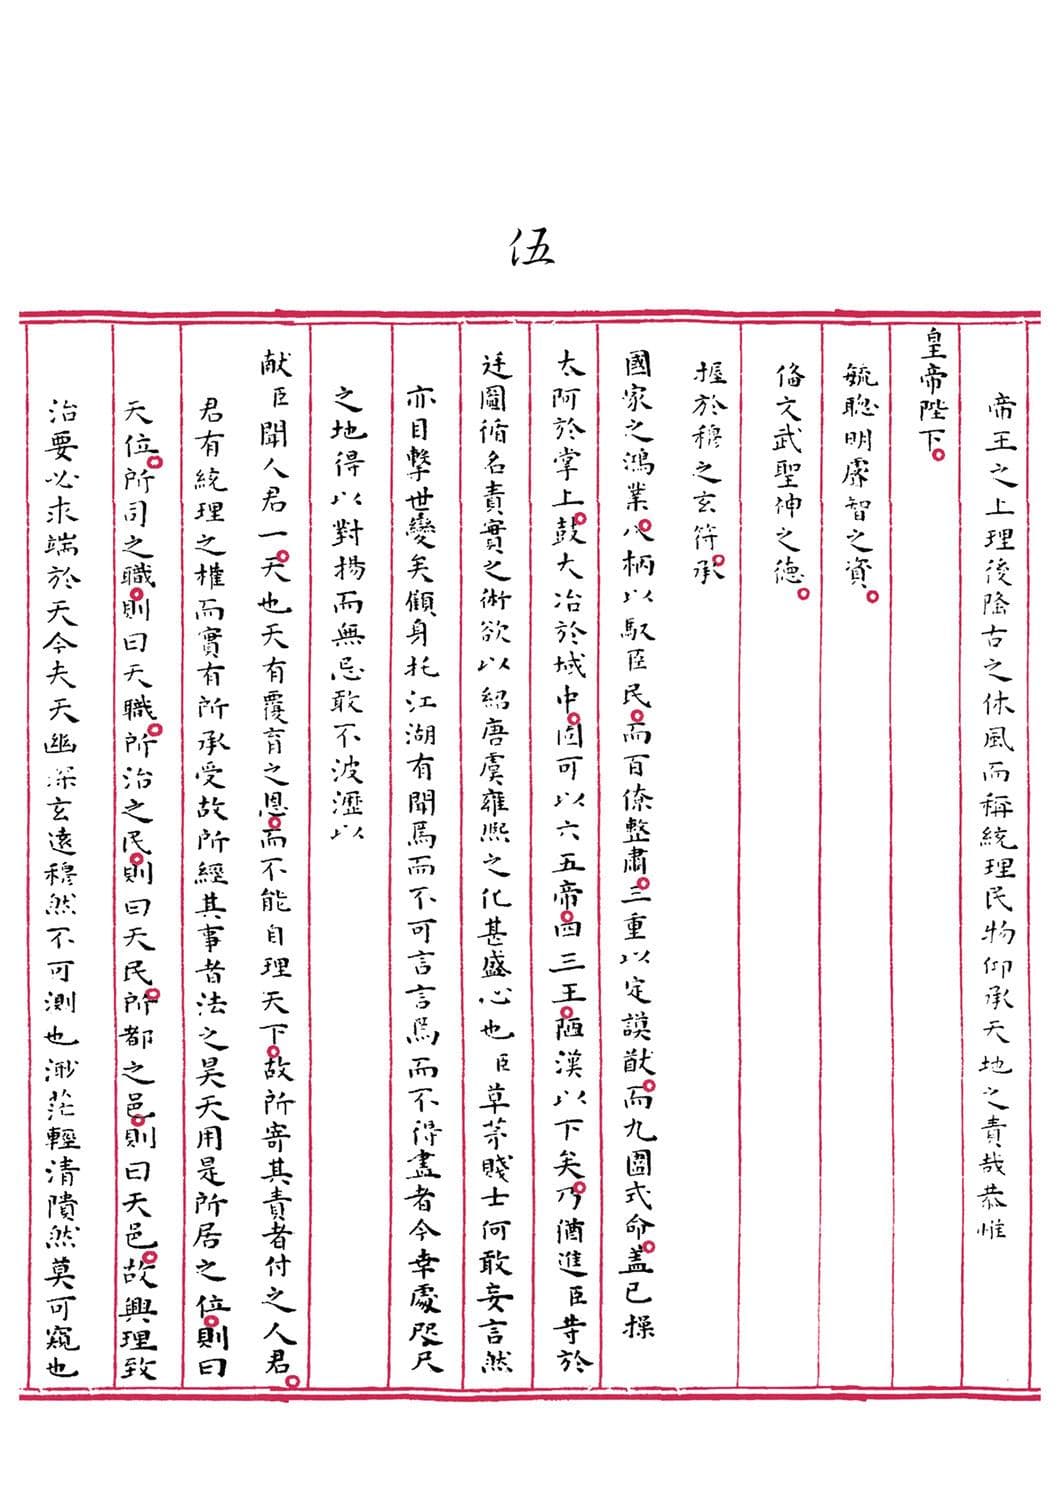 伍
帝王之上理後隆古之休風而稱統理民物仰承天地之責哉恭惟
皇帝陛下
毓聰明睿智之資
俻文武聖神之德
握於穆之玄符承
國家之鴻業八柄以馭臣民而百僚整肅三重以定謨猷而九圍式命盖已操
太阿於掌上鼓大冶於域中固可以六五帝四三王陋漢以下矣乃猶進臣等於
廷圖循名責實之術欲以紹唐虞雍熙之化甚盛心也臣草茅賤士何敢妄言然
亦目擊世變矣顧身托江湖有聞焉而不可言言焉而不得盡者今幸處咫尺
之地得以對揚而無忌敢不波瀝以
献臣聞人君一天也天有覆育之恩而不能自理天下故所寄其責者付之人君
君有統理之權而實有所承受故所經其事者法之昊天用是所居之位則曰
天位所司之職則曰天職所治之民則曰天民所都之邑則曰天邑故興理致
治要必求端於天今夫天幽深玄遠穆然不可測也渺茫輕清隤然莫可窺也